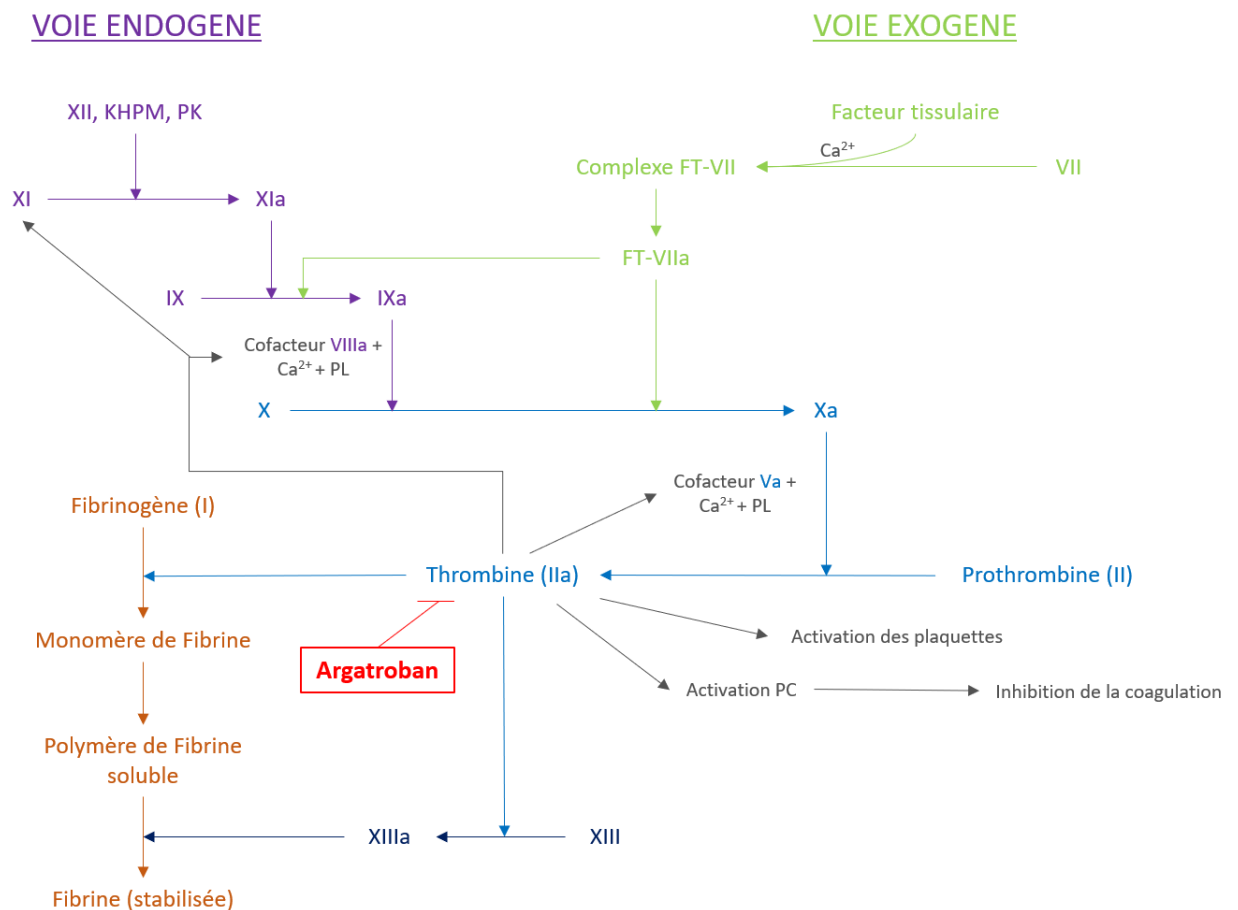 VOIE ENDOGENE
VOIE EXOGENE
XII, KHPM, PK
Facteur tissulaire
Ca²⁺
Complexe FT-VII
VII
XI
XIa
FT-VIIa
IX
IXa
Cofacteur VIIIa +
Ca²⁺ + PL
X
Xa
Cofacteur Va +
Ca²⁺ + PL
Fibrinogène (I)
Thrombine (IIa)
Prothrombine (II)
Monomère de Fibrine
Activation des plaquettes
Argatroban
Activation PC
Inhibition de la coagulation
Polymère de Fibrine
soluble
XIIIa
XIII
Fibrine (stabilisée)